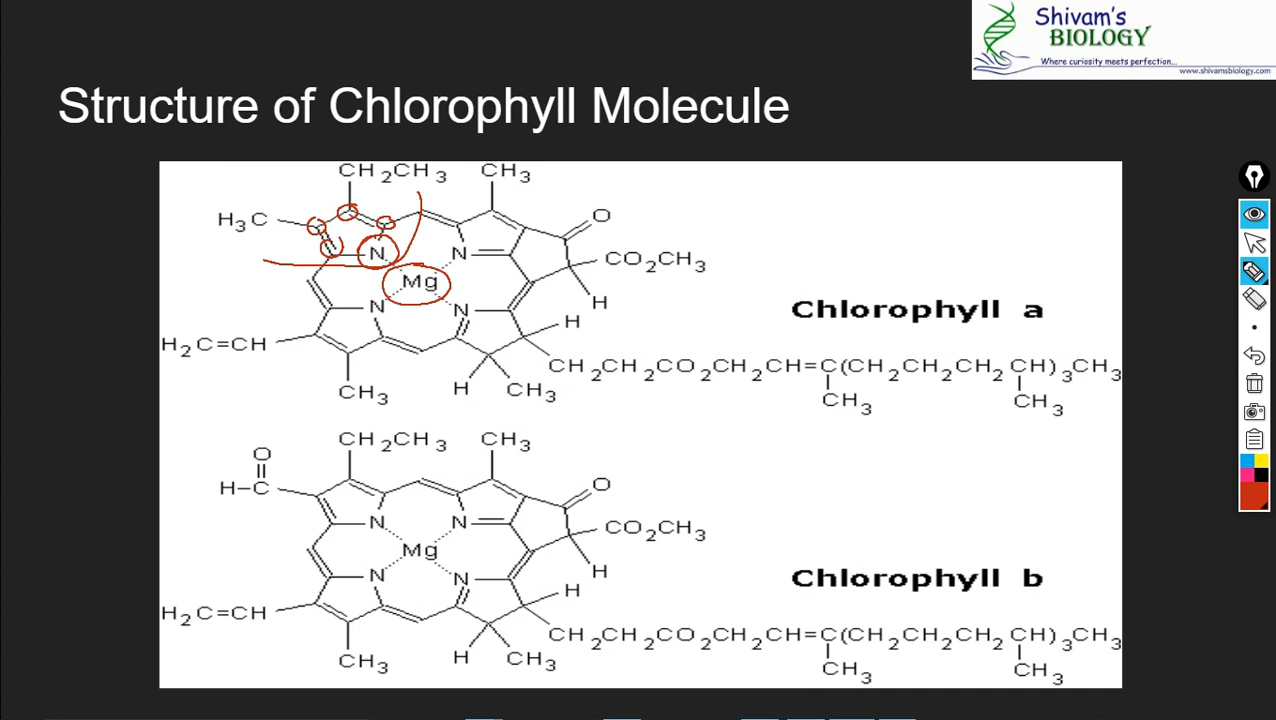 Shivam's
BIOLOGY
Where curiosity meets perfection...
www.shivamsbiology.com
Structure of Chlorophyll Molecule
CH₂CH₃ CH₃
H₃C O
N N CO₂CH₃
Mg
H
N N H
Chlorophyll a
H₂C=CH
CH₂CH₂CO₂CH₂CH=C(CH₂CH₂CH₂CH)₃CH₃
CH₃ H CH₃ CH₃ CH₃
CH₂CH₃ CH₃
O
H-C O
N N CO₂CH₃
Mg
H
N N H
Chlorophyll b
H₂C=CH
CH₂CH₂CO₂CH₂CH=C(CH₂CH₂CH₂CH)₃CH₃
CH₃ H CH₃ CH₃ CH₃